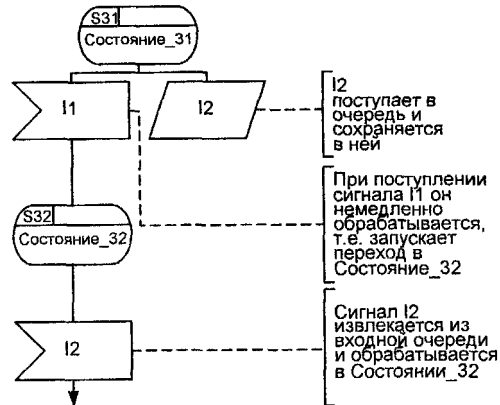 S31
Состояние_31
I1
I2
I2
поступает в
очередь и
сохраняется
в ней
При поступлении
сигнала I1 он
немедленно
обрабатывается,
т.е. запускает
переход в
Состояние_32
S32
Состояние_32
I2
Сигнал I2
извлекается из
входной очереди
и обрабатывается
в Состоянии_32